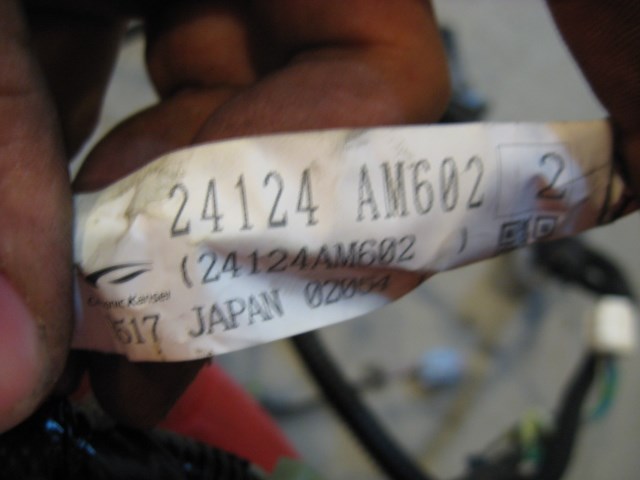 24124 AM602 2
(24124AM602 )
Calsonic Kansei
517 JAPAN 02054